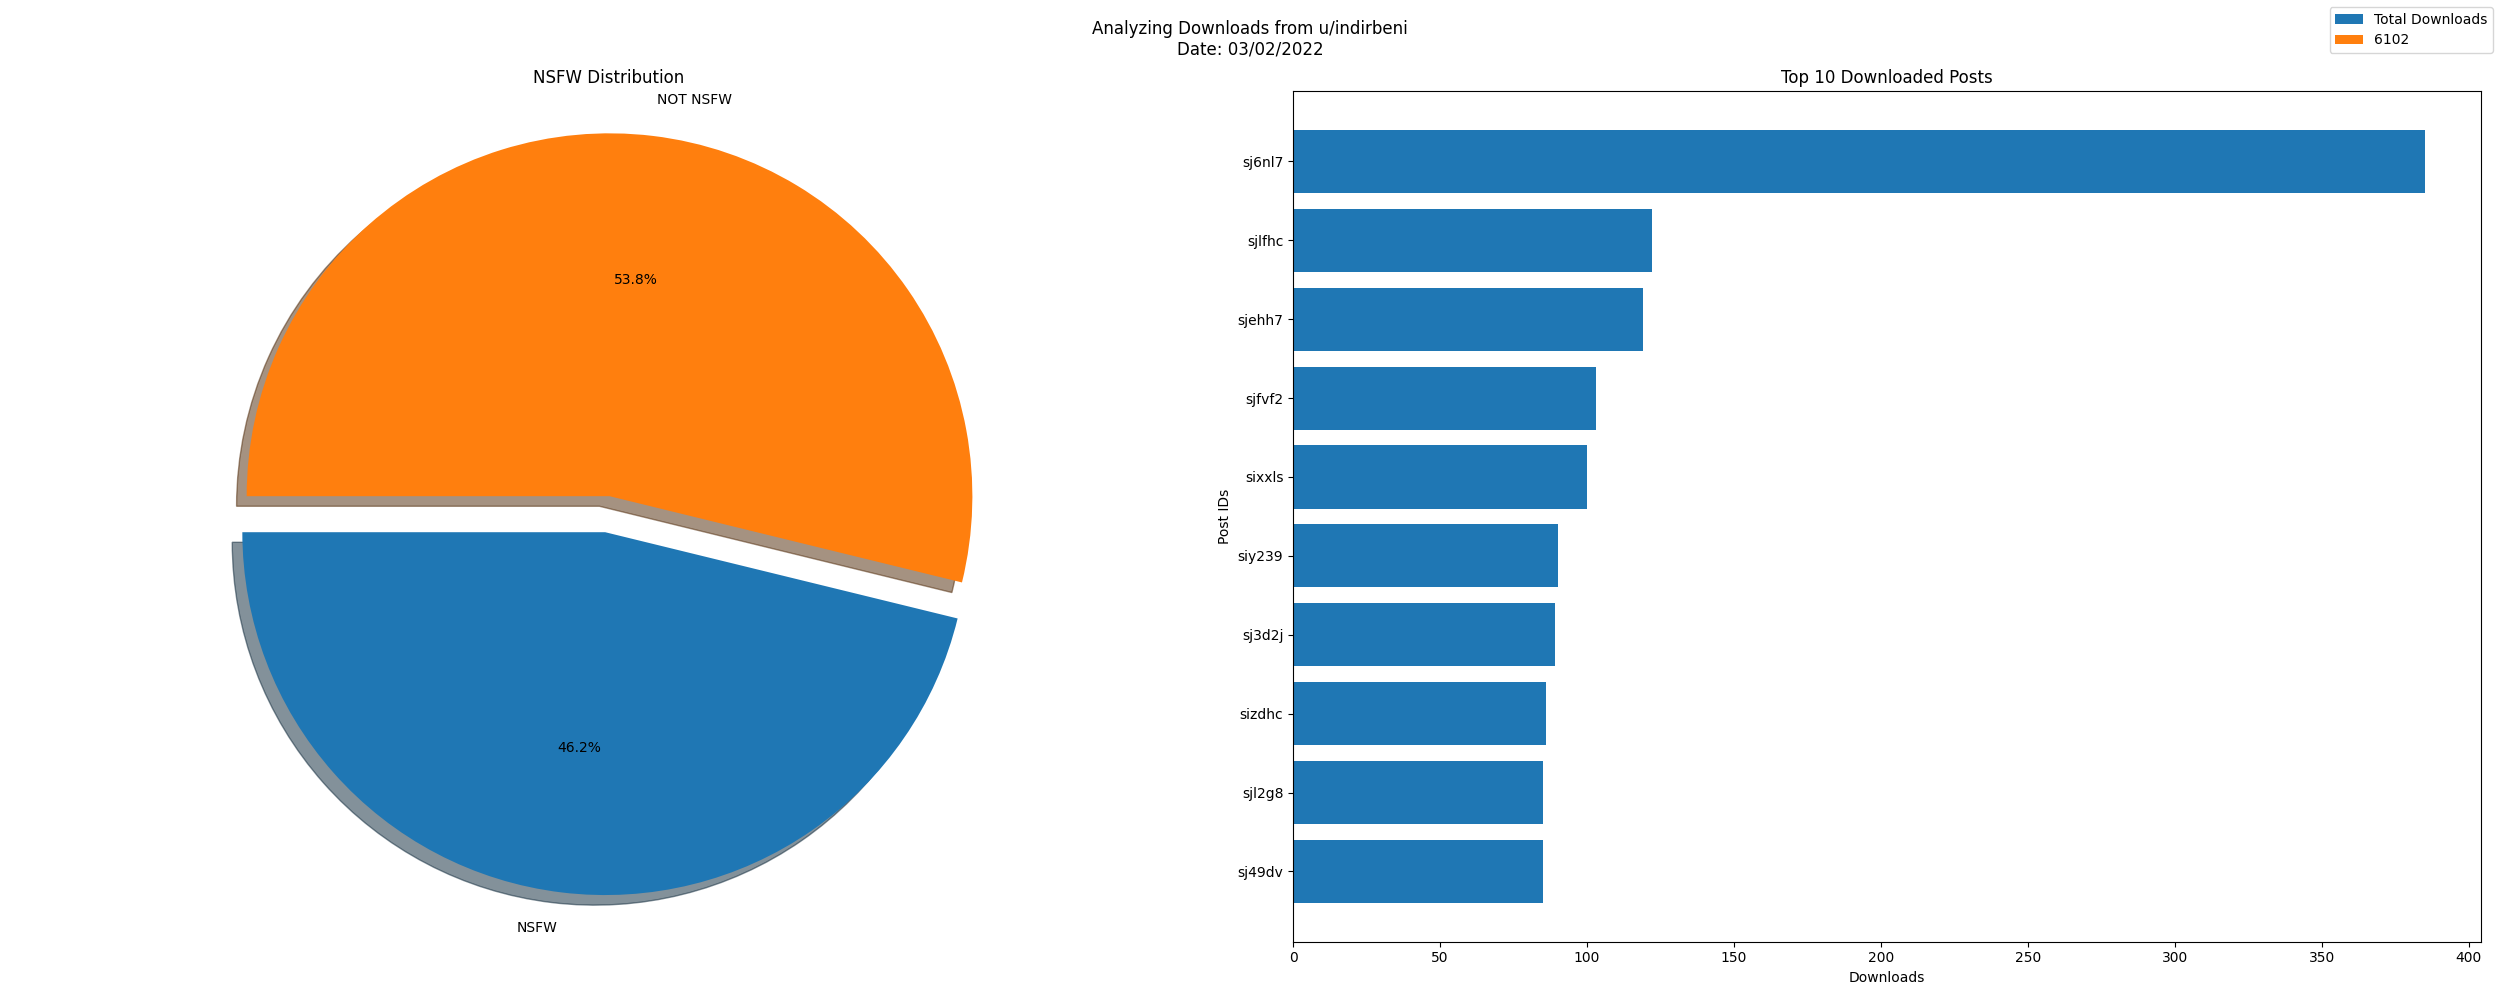 Analyzing Downloads from u/indirbeni
Date: 03/02/2022
Total Downloads
6102
NSFW Distribution
NOT NSFW
53.8%
46.2%
NSFW
Top 10 Downloaded Posts
Post IDs
sj6nl7
sjlfhc
sjehh7
sjfvf2
sixxls
siy239
sj3d2j
sizdhc
sjl2g8
sj49dv
0 50 100 150 200 250 300 350 400
Downloads